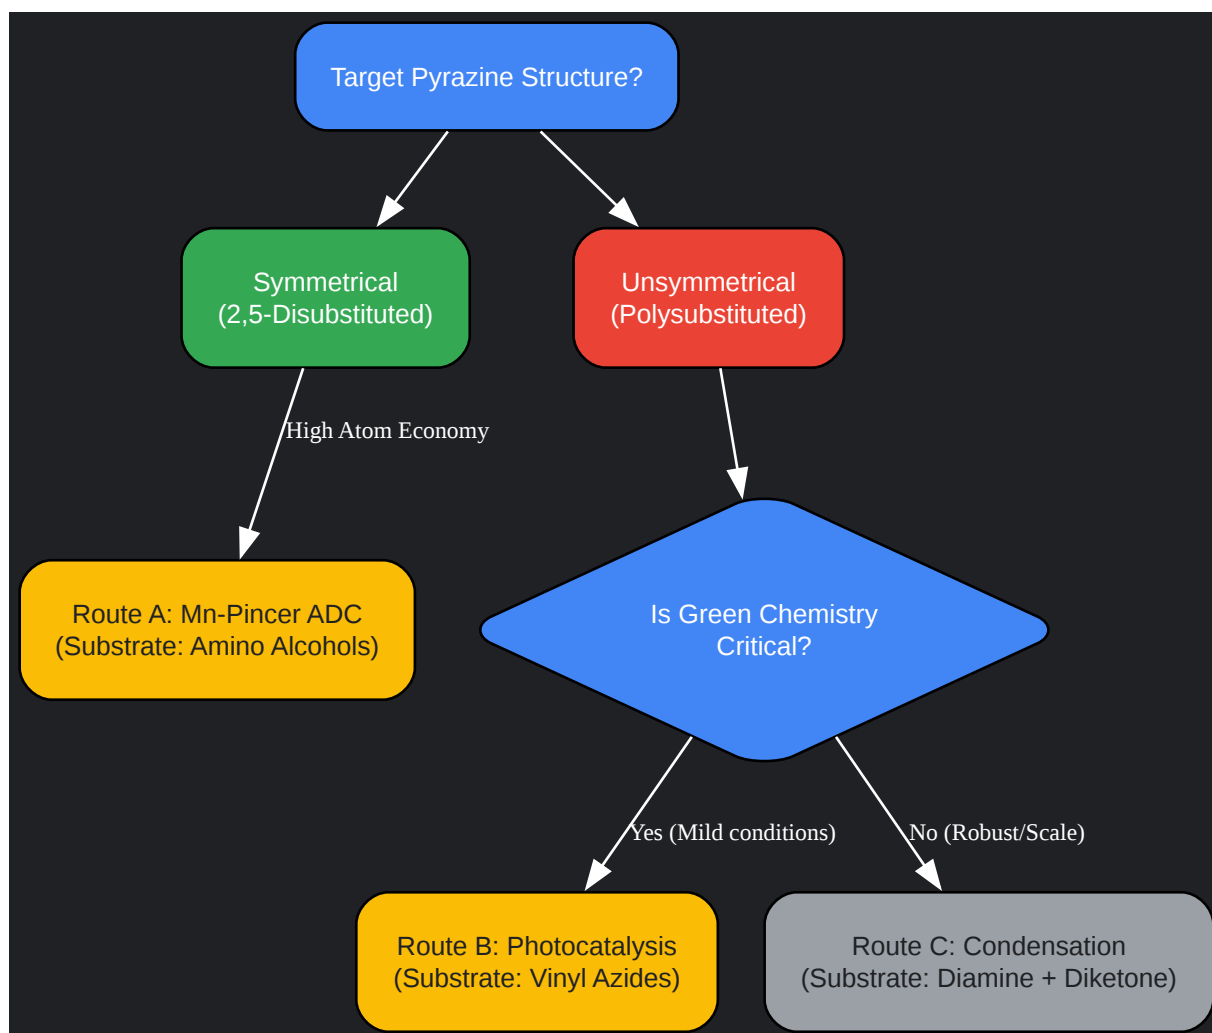 Target Pyrazine Structure?
Symmetrical
(2,5-Disubstituted)
Unsymmetrical
(Polysubstituted)
High Atom Economy
Route A: Mn-Pincer ADC
(Substrate: Amino Alcohols)
Is Green Chemistry
Critical?
Yes (Mild conditions)
No (Robust/Scale)
Route B: Photocatalysis
(Substrate: Vinyl Azides)
Route C: Condensation
(Substrate: Diamine + Diketone)